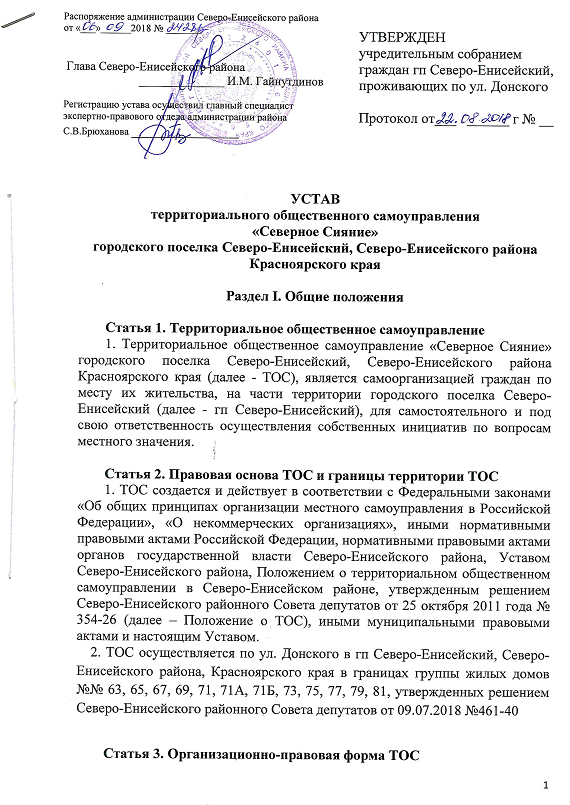 Распоряжение администрации Северо-Енисейского района
от «06» 09 2018 №
Глава Северо-Енисейского района
И.М. Гайнутдинов
Регистрацию устава осуществил главный специалист
экспертно-правового отдела администрации района
С.В.Брюханова
УТВЕРЖДЕН
учредительным собранием
граждан гп Северо-Енисейский,
проживающих по ул. Донского
Протокол от 22.08.2018 г № __
УСТАВ
территориального общественного самоуправления
«Северное Сияние»
городского поселка Северо-Енисейский, Северо-Енисейского района
Красноярского края
Раздел I. Общие положения
Статья 1. Территориальное общественное самоуправление
1. Территориальное общественное самоуправление «Северное Сияние»
городского поселка Северо-Енисейский, Северо-Енисейского района
Красноярского края (далее - ТОС), является самоорганизацией граждан по
месту их жительства, на части территории городского поселка Северо-
Енисейский (далее - гп Северо-Енисейский), для самостоятельного и под
свою ответственность осуществления собственных инициатив по вопросам
местного значения.
Статья 2. Правовая основа ТОС и границы территории ТОС
1. ТОС создается и действует в соответствии с Федеральными законами
«Об общих принципах организации местного самоуправления в Российской
Федерации», «О некоммерческих организациях», иными нормативными
правовыми актами Российской Федерации, нормативными правовыми актами
органов государственной власти Северо-Енисейского района, Уставом
Северо-Енисейского района, Положением о территориальном общественном
самоуправлении в Северо-Енисейском районе, утвержденным решением
Северо-Енисейского районного Совета депутатов от 25 октября 2011 года №
354-26 (далее – Положение о ТОС), иными муниципальными правовыми
актами и настоящим Уставом.
2. ТОС осуществляется по ул. Донского в гп Северо-Енисейский, Северо-
Енисейского района, Красноярского края в границах группы жилых домов
№№ 63, 65, 67, 69, 71, 71А, 71Б, 73, 75, 77, 79, 81, утвержденных решением
Северо-Енисейского районного Совета депутатов от 09.07.2018 №461-40
Статья 3. Организационно-правовая форма ТОС
1